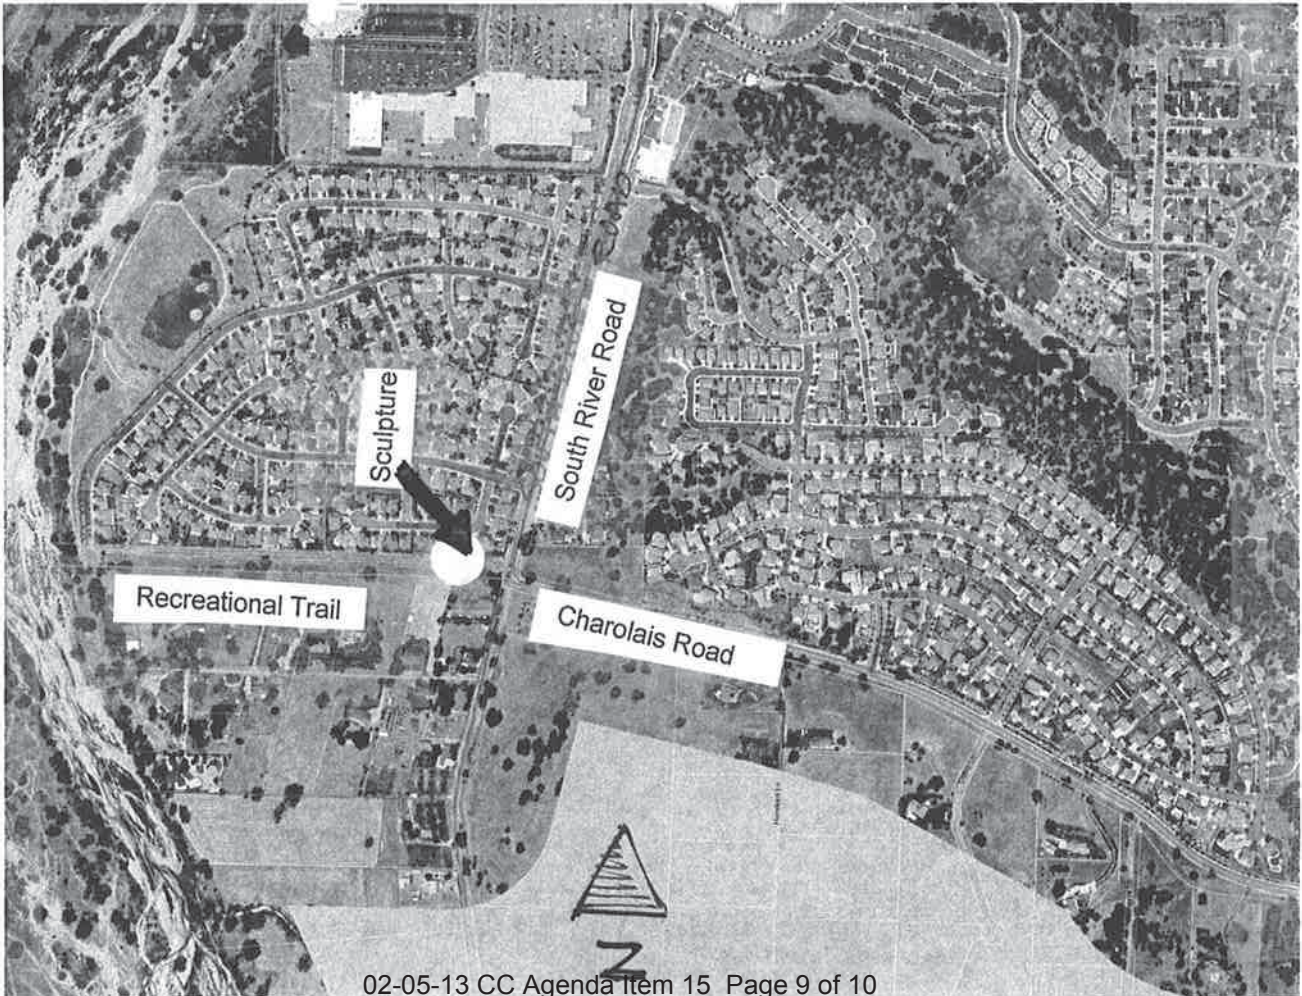 South River Road
Sculpture
Recreational Trail
Charolais Road
N
02-05-13 CC Agenda Item 15 Page 9 of 10